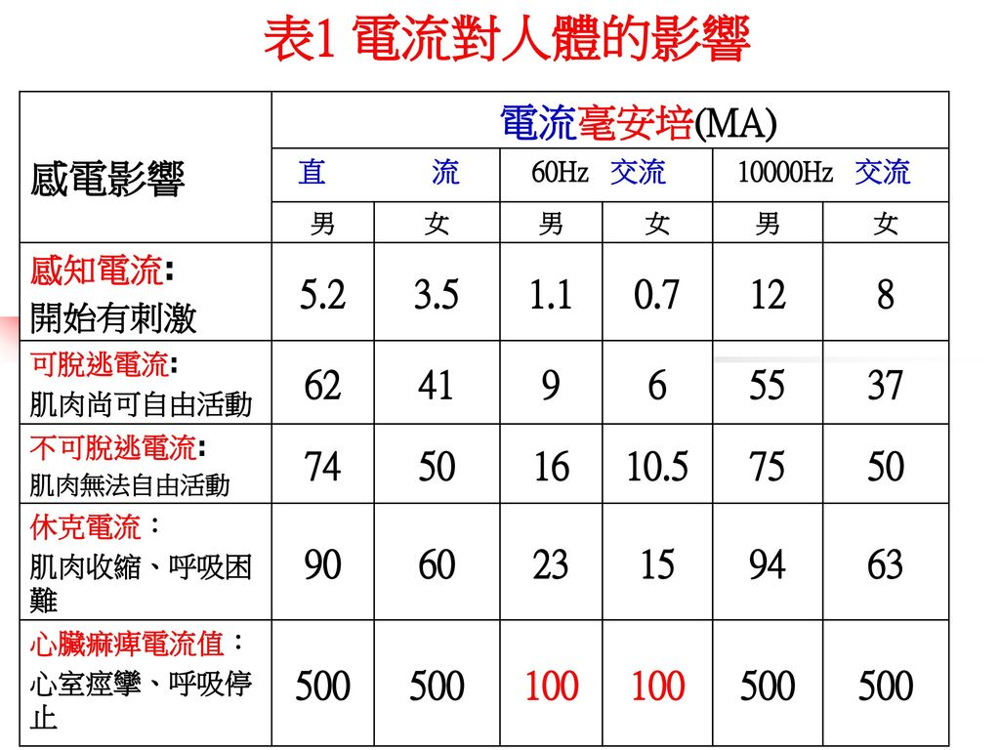 表1 電流對人體的影響
感電影響
電流毫安培(MA)
直 流 60Hz 交流 10000Hz 交流
男 女 男 女 男 女
感知電流:
開始有刺激
5.2 3.5 1.1 0.7 12 8
可脫逃電流:
肌肉尚可自由活動
62 41 9 6 55 37
不可脫逃電流:
肌肉無法自由活動
74 50 16 10.5 75 50
休克電流：
肌肉收縮、呼吸困
難
90 60 23 15 94 63
心臟麻痺電流值：
心室痙攣、呼吸停
止
500 500 100 100 500 500